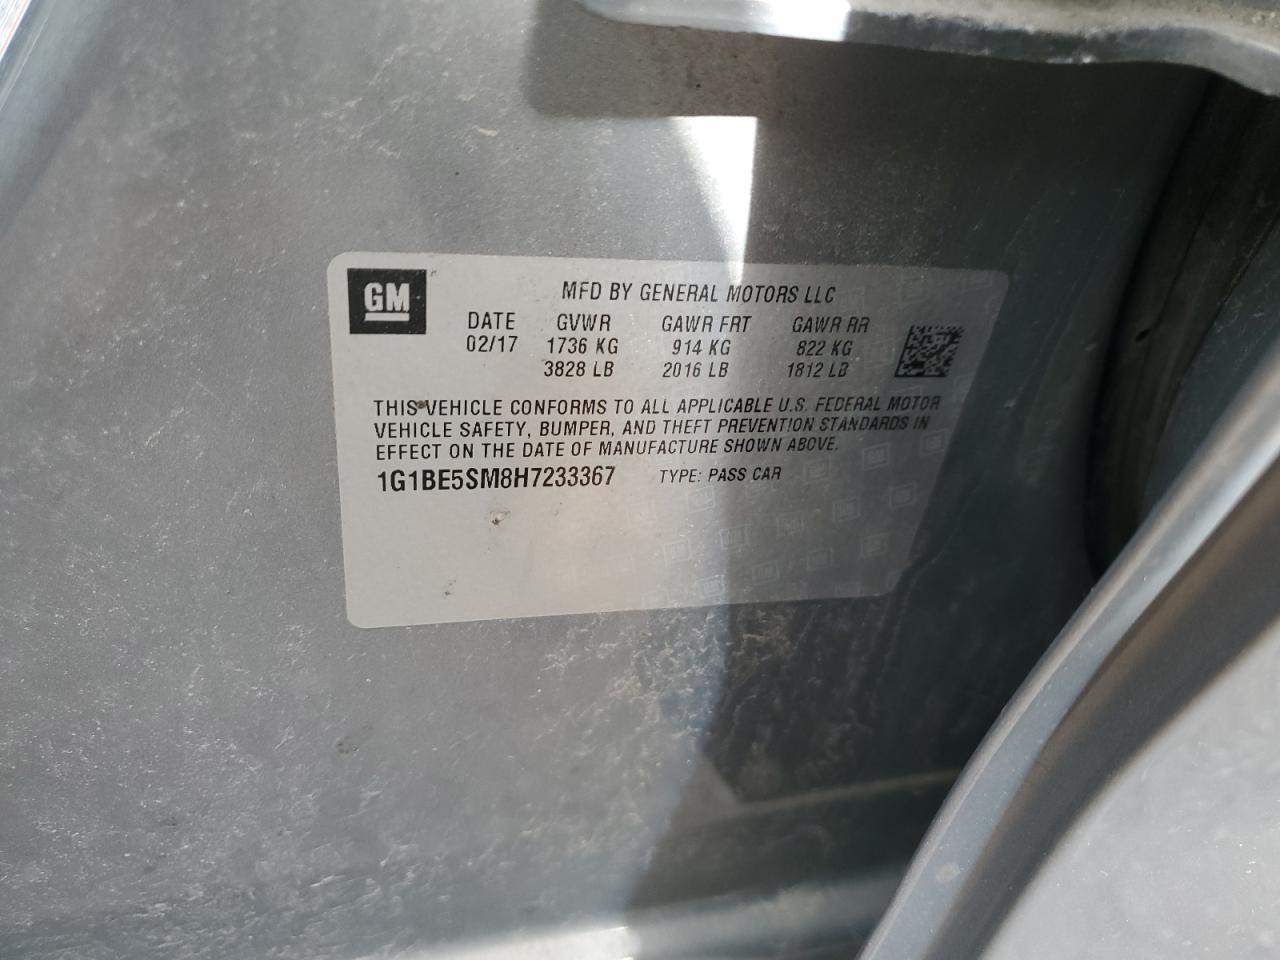 GM
MFD BY GENERAL MOTORS LLC
DATE GVWR GAWR FRT GAWR RR
02/17 1736 KG 914 KG 822 KG
3828 LB 2016 LB 1812 LB
THIS VEHICLE CONFORMS TO ALL APPLICABLE U.S. FEDERAL MOTOR
VEHICLE SAFETY, BUMPER, AND THEFT PREVENTION STANDARDS IN
EFFECT ON THE DATE OF MANUFACTURE SHOWN ABOVE.
1G1BE5SM8H7233367 TYPE: PASS CAR